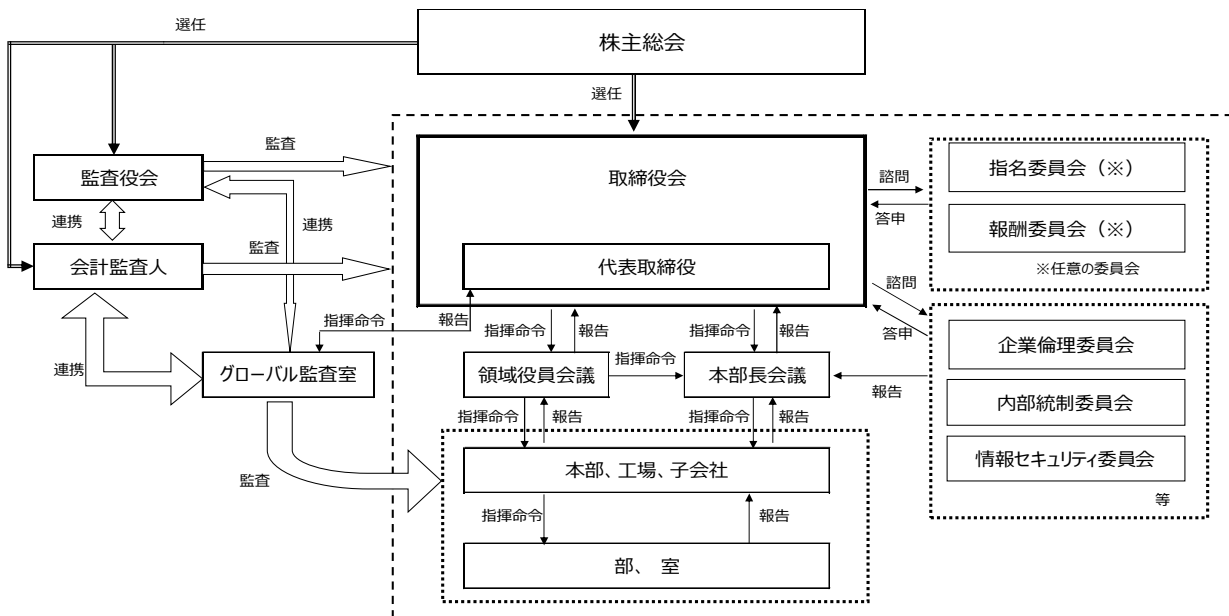 選任
株主総会
選任
監査
監査役会
取締役会
指名委員会（※）
諮問
連携
連携
答申
報酬委員会（※）
監査
会計監査人
代表取締役
※任意の委員会
諮問
指揮命令
報告
指揮命令
報告
指揮命令
報告
答申
指揮命令
企業倫理委員会
連携
グローバル監査室
領域役員会議
本部長会議
報告
内部統制委員会
指揮命令
報告
指揮命令
報告
情報セキュリティ委員会
本部、工場、子会社
監査
等
指揮命令
報告
部、 室